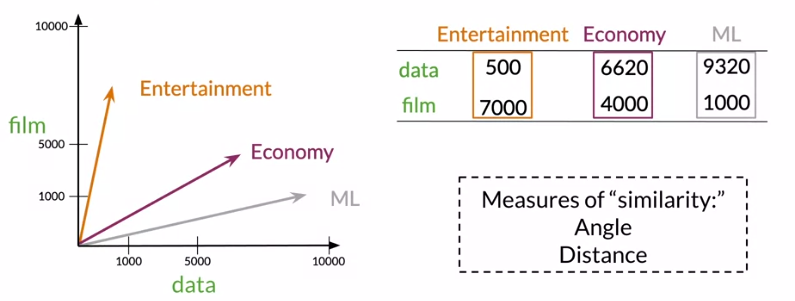 10000
Entertainment
film
5000
Economy
1000
ML
1000 5000 10000
data
Entertainment Economy ML
data 500 6620 9320
film 7000 4000 1000
Measures of “similarity:”
Angle
Distance